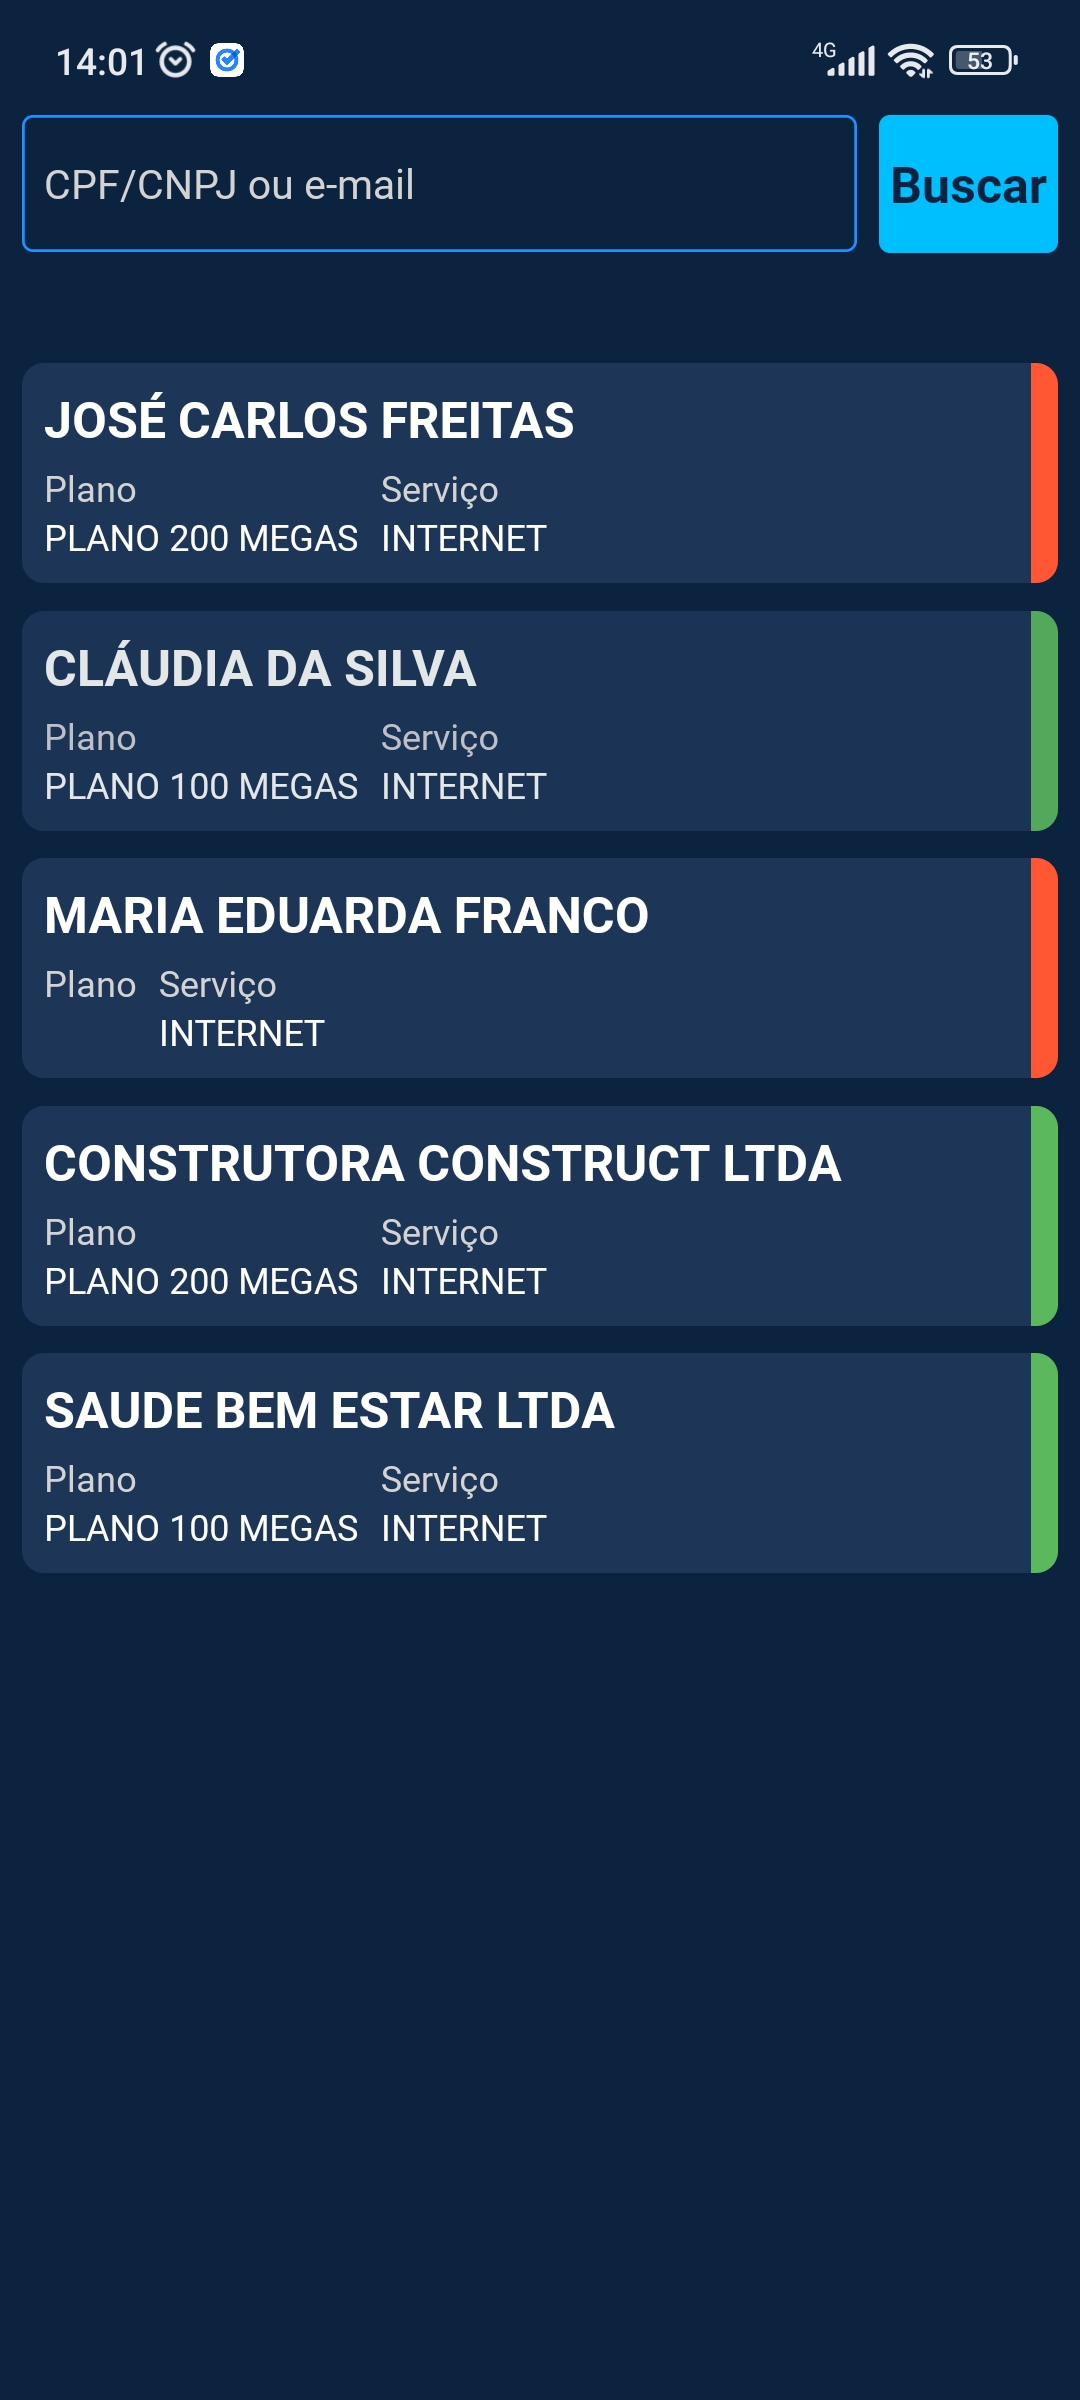 14:01 4G 53
CPF/CNPJ ou e-mail Buscar
JOSÉ CARLOS FREITAS
Plano Serviço
PLANO 200 MEGAS INTERNET
CLÁUDIA DA SILVA
Plano Serviço
PLANO 100 MEGAS INTERNET
MARIA EDUARDA FRANCO
Plano Serviço
INTERNET
CONSTRUTORA CONSTRUCT LTDA
Plano Serviço
PLANO 200 MEGAS INTERNET
SAUDE BEM ESTAR LTDA
Plano Serviço
PLANO 100 MEGAS INTERNET